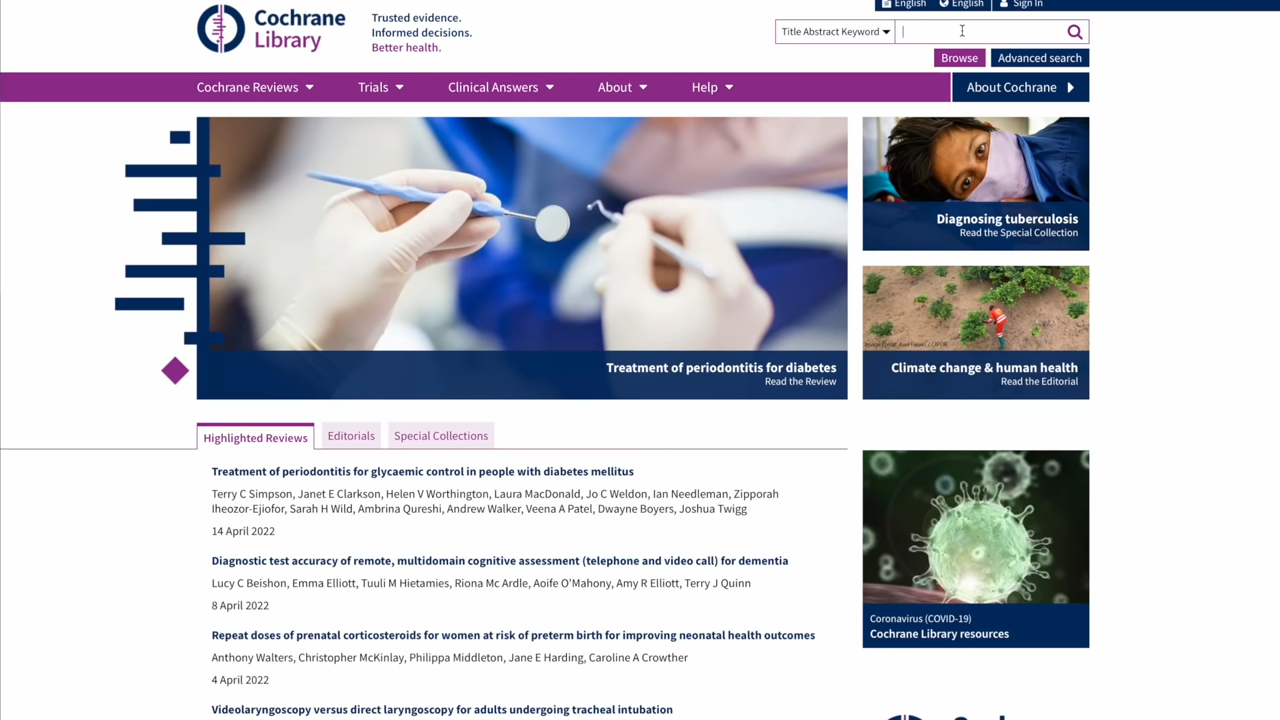 English English Sign In
Cochrane
Library
Trusted evidence.
Informed decisions.
Better health.
Title Abstract Keyword
Browse
Advanced search
Cochrane Reviews
Trials
Clinical Answers
About
Help
About Cochrane
Treatment of periodontitis for diabetes
Read the Review
Diagnosing tuberculosis
Read the Special Collection
Climate change & human health
Read the Editorial
Highlighted Reviews
Editorials
Special Collections
Treatment of periodontitis for glycaemic control in people with diabetes mellitus
Terry C Simpson, Janet E Clarkson, Helen V Worthington, Laura MacDonald, Jo C Weldon, Ian Needleman, Zipporah
Iheozor-Ejiofor, Sarah H Wild, Ambrina Qureshi, Andrew Walker, Veena A Patel, Dwayne Boyers, Joshua Twigg
14 April 2022
Diagnostic test accuracy of remote, multidomain cognitive assessment (telephone and video call) for dementia
Lucy C Beishon, Emma Elliott, Tuuli M Hietamies, Riona Mc Ardle, Aoife O'Mahony, Amy R Elliott, Terry J Quinn
8 April 2022
Repeat doses of prenatal corticosteroids for women at risk of preterm birth for improving neonatal health outcomes
Anthony Walters, Christopher McKinlay, Philippa Middleton, Jane E Harding, Caroline A Crowther
4 April 2022
Videolaryngoscopy versus direct laryngoscopy for adults undergoing tracheal intubation
Coronavirus (COVID-19)
Cochrane Library resources